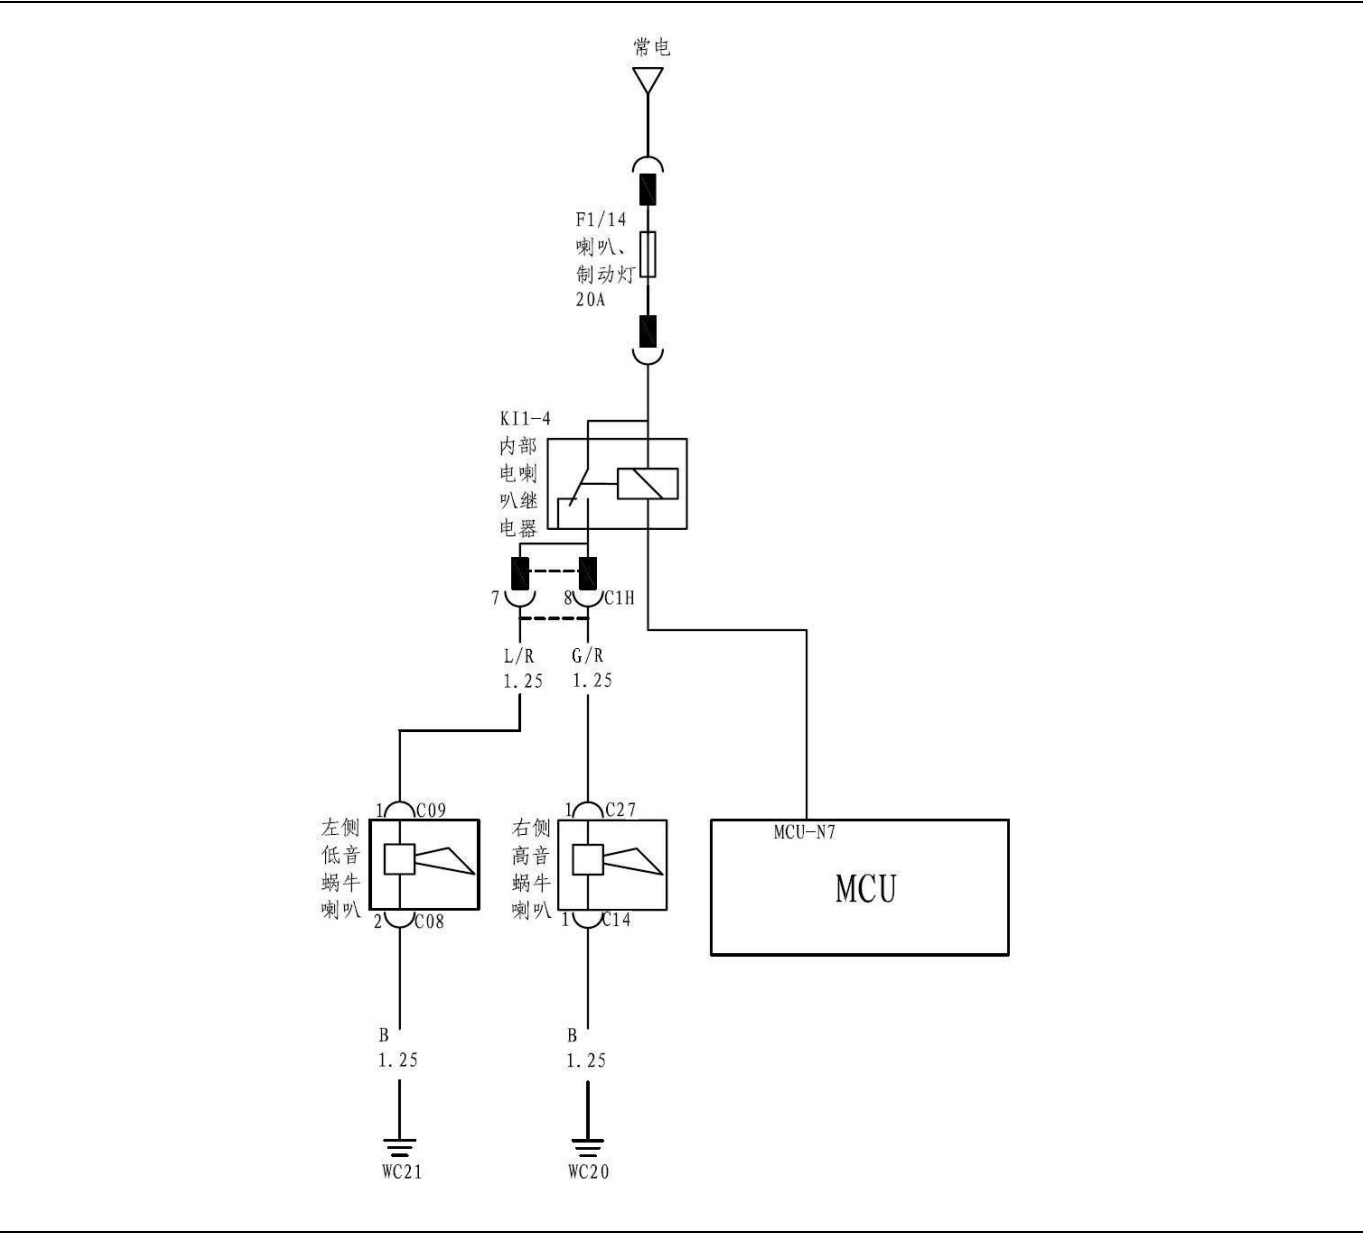 常电
F1/14
喇叭、
制动灯
20A
KI1-4
内部
电喇
叭继
电器
7
8
C1H
L/R
1.25
G/R
1.25
1
C09
左侧
低音
蜗牛
喇叭
2
C08
1
C27
右侧
高音
蜗牛
喇叭
1
C14
MCU-N7
MCU
B
1.25
B
1.25
WC21
WC20